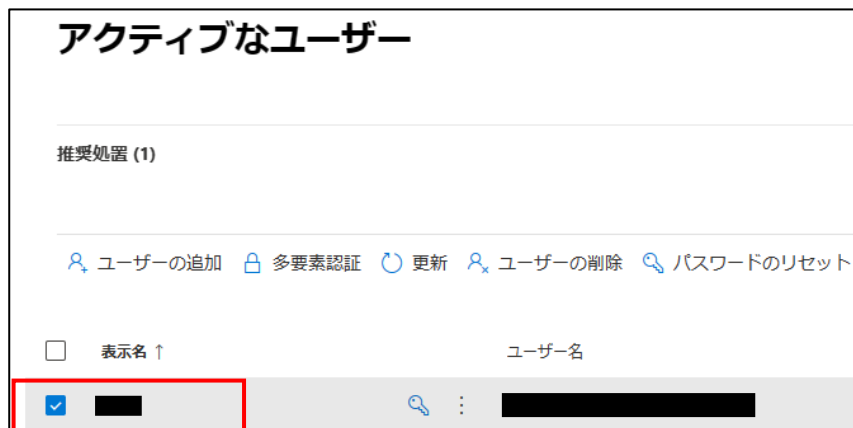 アクティブなユーザー
推奨処置 (1)
ユーザーの追加 多要素認証 更新 ユーザーの削除 パスワードのリセット
表示名 ↑ ユーザー名